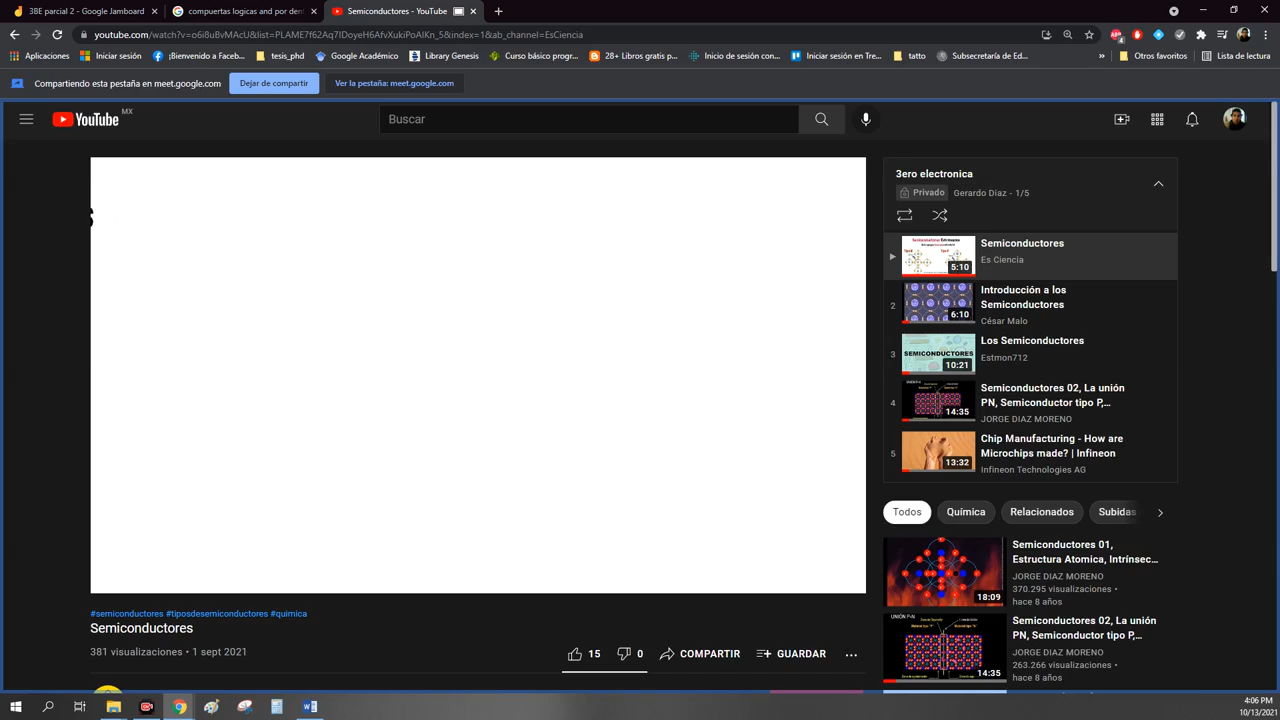 3BE parcial 2 - Google Jamboard
compuertas logicas and por den
Semiconductores - YouTube
youtube.com/watch?v=o6i8uBvMAcU&list=PLAME7f62Aq7IDoyeH6AfvXukiPoAIKn_5&index=1&ab_channel=EsCiencia
Aplicaciones
Iniciar sesión
¡Bienvenido a Faceb...
tesis_phd
Google Académico
Library Genesis
Curso básico progr...
28+ Libros gratis p...
Inicio de sesión con...
Iniciar sesión en Tre...
tatto
Subsecretaría de Ed...
Otros favoritos
Lista de lectura
Compartiendo esta pestaña en meet.google.com
Dejar de compartir
Ver la pestaña: meet.google.com
YouTube MX
Buscar
s
3ero electronica
Privado
Gerardo Diaz - 1/5
Semiconductores
Es Ciencia
5:10
2
Introducción a los
Semiconductores
César Malo
6:10
3
Los Semiconductores
Estmon712
SEMICONDUCTORES
10:21
4
Semiconductores 02, La unión
PN, Semiconductor tipo P,...
JORGE DIAZ MORENO
14:35
5
Chip Manufacturing - How are
Microchips made? | Infineon
Infineon Technologies AG
13:32
Todos
Química
Relacionados
Subidas
Semiconductores 01,
Estructura Atomica, Intrínsec...
JORGE DIAZ MORENO
370.295 visualizaciones •
hace 8 años
18:09
Semiconductores 02, La unión
PN, Semiconductor tipo P,...
JORGE DIAZ MORENO
263.266 visualizaciones •
hace 8 años
UNIÓN P-N
14:35
#semiconductores #tiposdesemiconductores #quimica
Semiconductores
381 visualizaciones • 1 sept 2021
15
0
COMPARTIR
GUARDAR
4:06 PM
10/13/2021